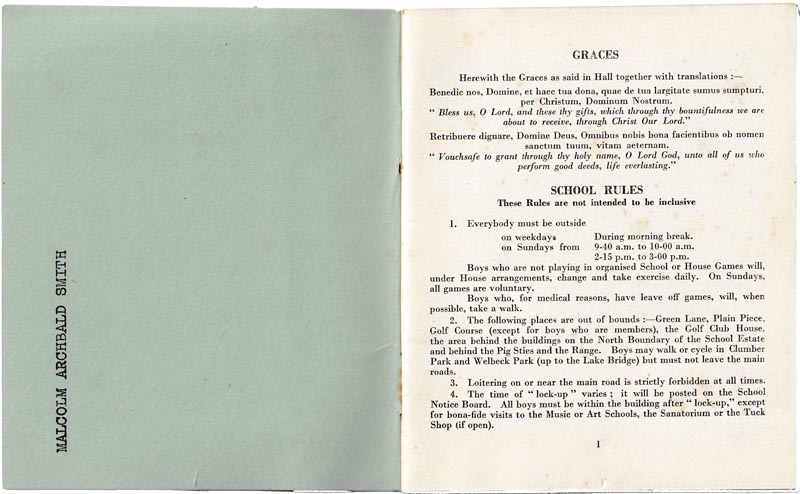 MALCOLM ARCHBALD SMITH
GRACES
Herewith the Graces as said in Hall together with translations :—
Benedic nos, Domine, et haec tua dona, quae de tua largitate sumus sumpturi,
per Christum, Dominum Nostrum.
" Bless us, O Lord, and these thy gifts, which through thy bountifulness we are
about to receive, through Christ Our Lord."
Retribuere dignare, Domine Deus, Omnibus nobis bona facientibus ob nomen
sanctum tuum, vitam aeternam.
" Vouchsafe to grant through thy holy name, O Lord God, unto all of us who
perform good deeds, life everlasting."
SCHOOL RULES
These Rules are not intended to be inclusive
1. Everybody must be outside
on weekdays During morning break.
on Sundays from 9-40 a.m. to 10-00 a.m.
2-15 p.m. to 3-00 p.m.
Boys who are not playing in organised School or House Games will,
under House arrangements, change and take exercise daily. On Sundays,
all games are voluntary.
Boys who, for medical reasons, have leave off games, will, when
possible, take a walk.
2. The following places are out of bounds :—Green Lane, Plain Piece,
Golf Course (except for boys who are members), the Golf Club House,
the area behind the buildings on the North Boundary of the School Estate
and behind the Pig Sties and the Range. Boys may walk or cycle in Clumber
Park and Welbeck Park (up to the Lake Bridge) but must not leave the main
roads.
3. Loitering on or near the main road is strictly forbidden at all times.
4. The time of " lock-up " varies ; it will be posted on the School
Notice Board. All boys must be within the building after " lock-up," except
for bona-fide visits to the Music or Art Schools, the Sanatorium or the Tuck
Shop (if open).
1